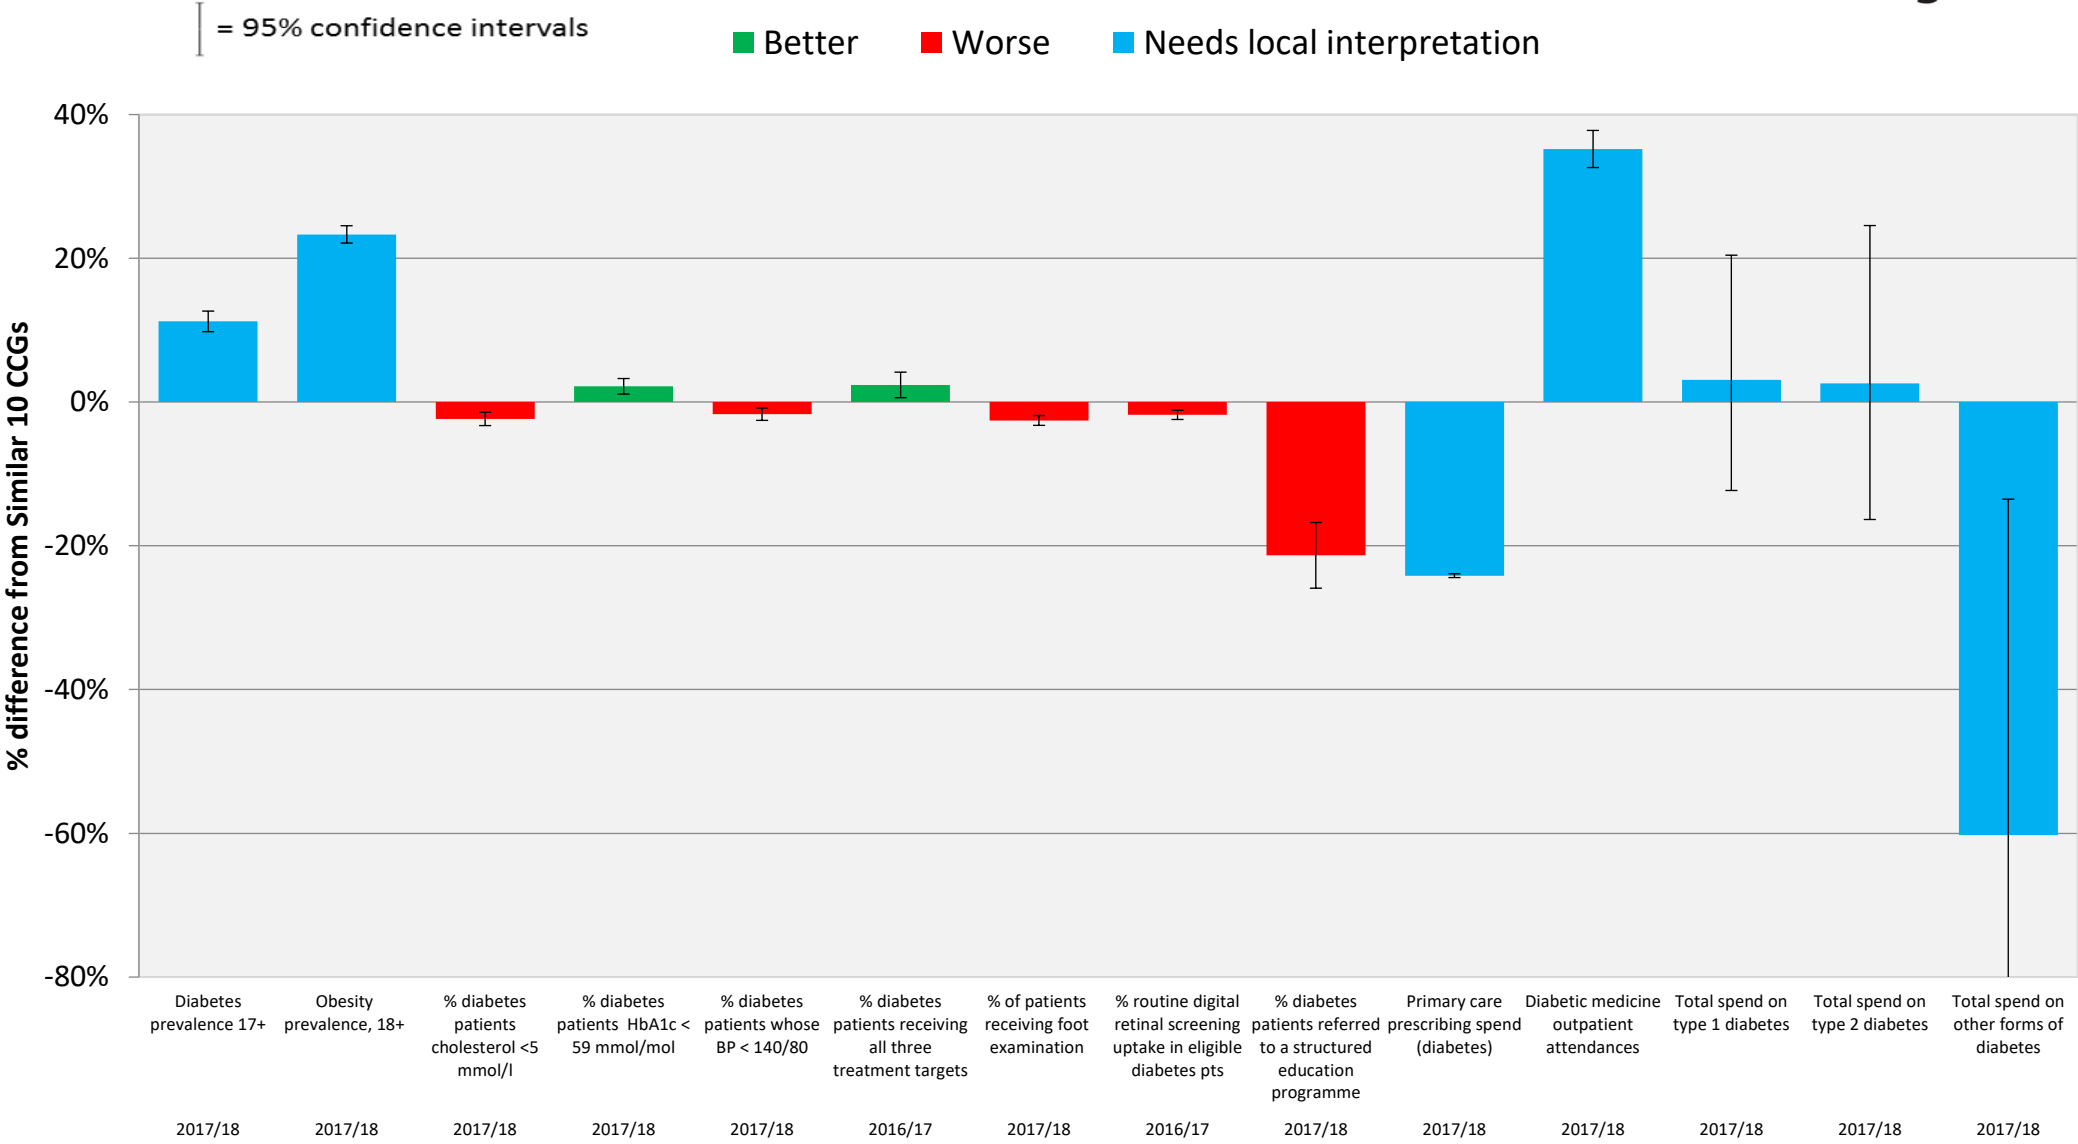 = 95% confidence intervals
Better Worse Needs local interpretation
% difference from Similar 10 CCGs
40%
20%
0%
-20%
-40%
-60%
-80%
Diabetes
prevalence 17+
2017/18
Obesity
prevalence, 18+
2017/18
% diabetes
patients
cholesterol <5
mmol/l
2017/18
% diabetes
patients HbA1c <
59 mmol/mol
2017/18
% diabetes
patients whose
BP < 140/80
2017/18
% diabetes
patients receiving
all three
treatment targets
2016/17
% of patients
receiving foot
examination
2017/18
% routine digital
retinal screening
uptake in eligible
diabetes pts
2016/17
% diabetes
patients referred
to a structured
education
programme
2017/18
Primary care
prescribing spend
(diabetes)
2017/18
Diabetic medicine
outpatient
attendances
2017/18
Total spend on
type 1 diabetes
2017/18
Total spend on
type 2 diabetes
2017/18
Total spend on
other forms of
diabetes
2017/18